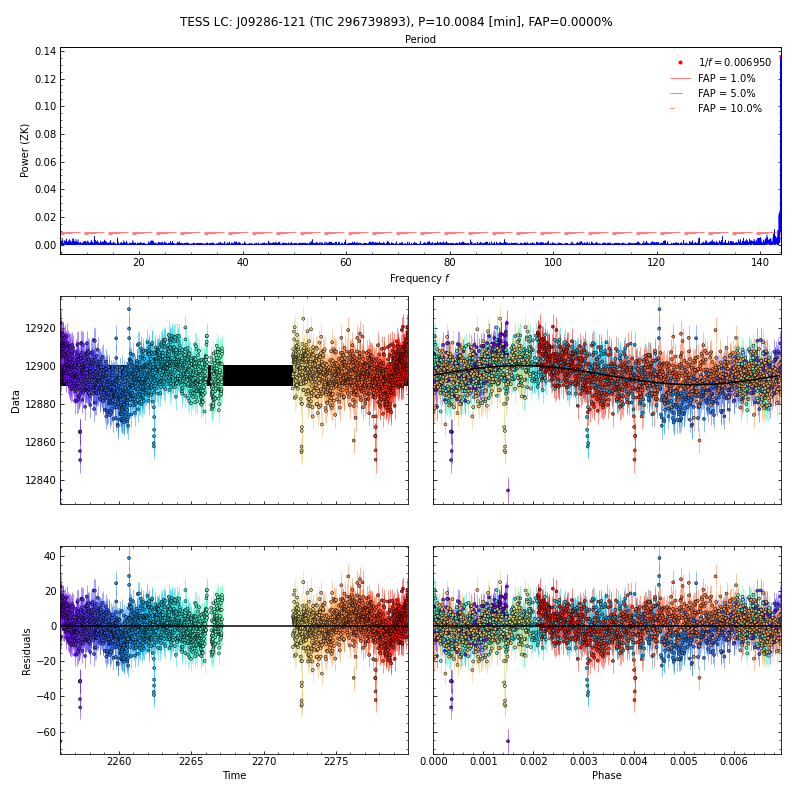 TESS LC: J09286-121 (TIC 296739893), P=10.0084 [min], FAP=0.0000%
Period
0.14
0.12
0.10
0.08
0.06
0.04
0.02
0.00
Power (ZK)
1/f = 0.006950
FAP = 1.0%
FAP = 5.0%
FAP = 10.0%
20 40 60 80 100 120 140
Frequency f
12920
12900
12880
12860
12840
Data
40
20
0
−20
−40
−60
Residuals
2260 2265 2270 2275
Time
0.000 0.001 0.002 0.003 0.004 0.005 0.006
Phase